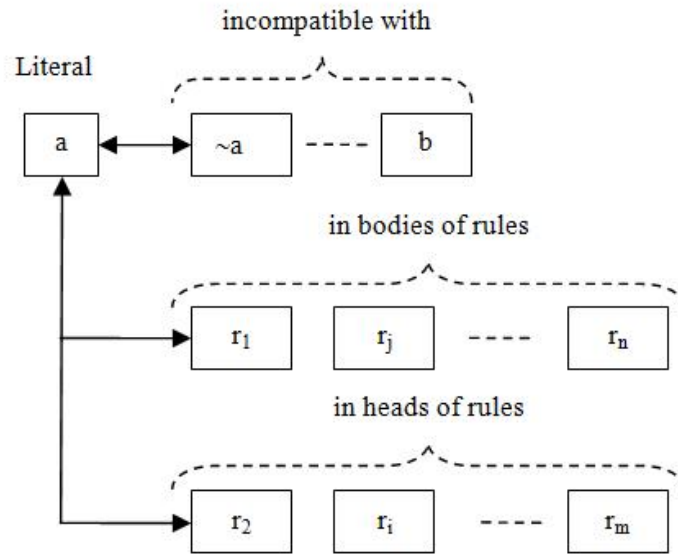 incompatible with
Literal
a ~a b
in bodies of rules
r₁ rⱼ rₙ
in heads of rules
r₂ rᵢ rₘ